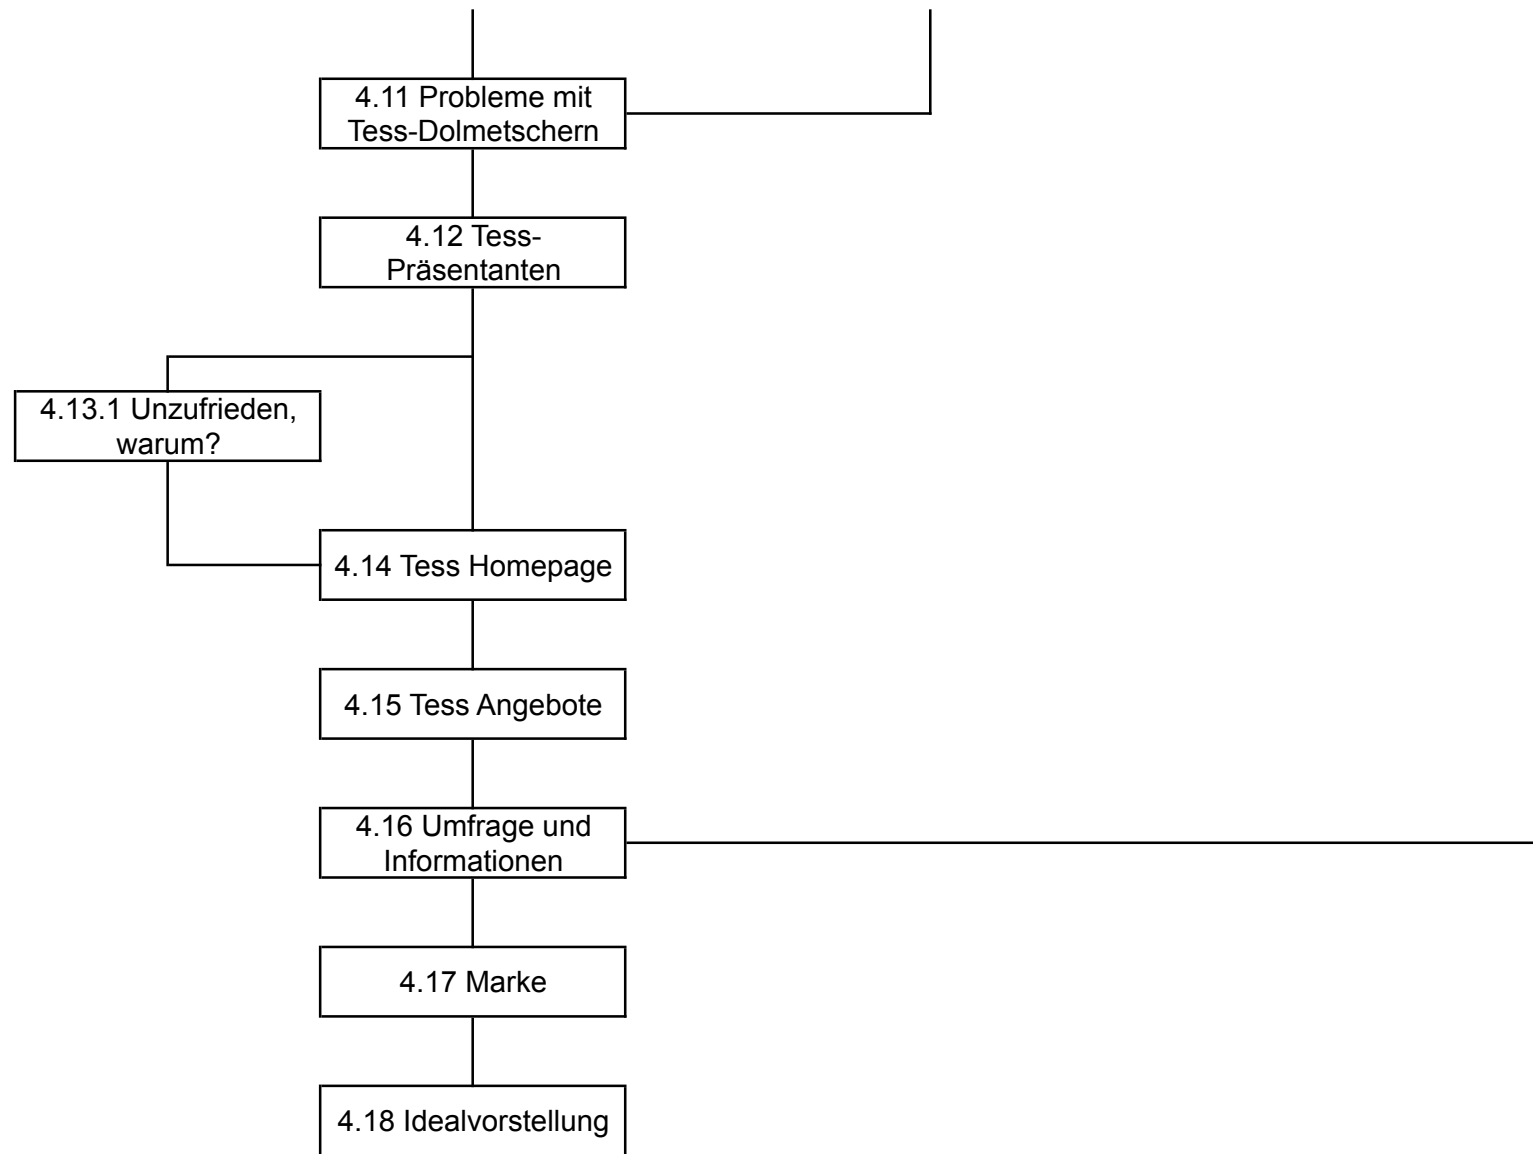 4.11 Probleme mit
Tess-Dolmetschern
4.12 Tess-
Präsentanten
4.13.1 Unzufrieden,
warum?
4.14 Tess Homepage
4.15 Tess Angebote
4.16 Umfrage und
Informationen
4.17 Marke
4.18 Idealvorstellung